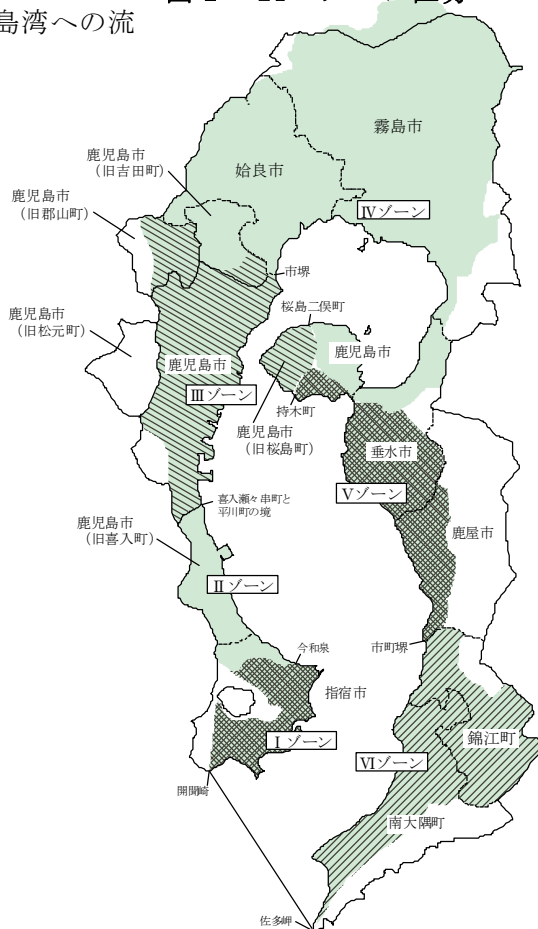 島湾への流
霧島市
鹿児島市
(旧吉田町)
姶良市
鹿児島市
(旧郡山町)
Ⅳゾーン
市堺
桜島二俣町
鹿児島市
(旧松元町)
鹿児島市
鹿児島市
Ⅲゾーン
持木町
鹿児島市
(旧桜島町)
垂水市
Ⅴゾーン
喜入瀬々串町と
平川町の境
鹿児島市
(旧喜入町)
鹿屋市
Ⅱゾーン
今和泉
市町堺
指宿市
Ⅰゾーン
錦江町
Ⅵゾーン
開聞崎
南大隅町
佐多岬